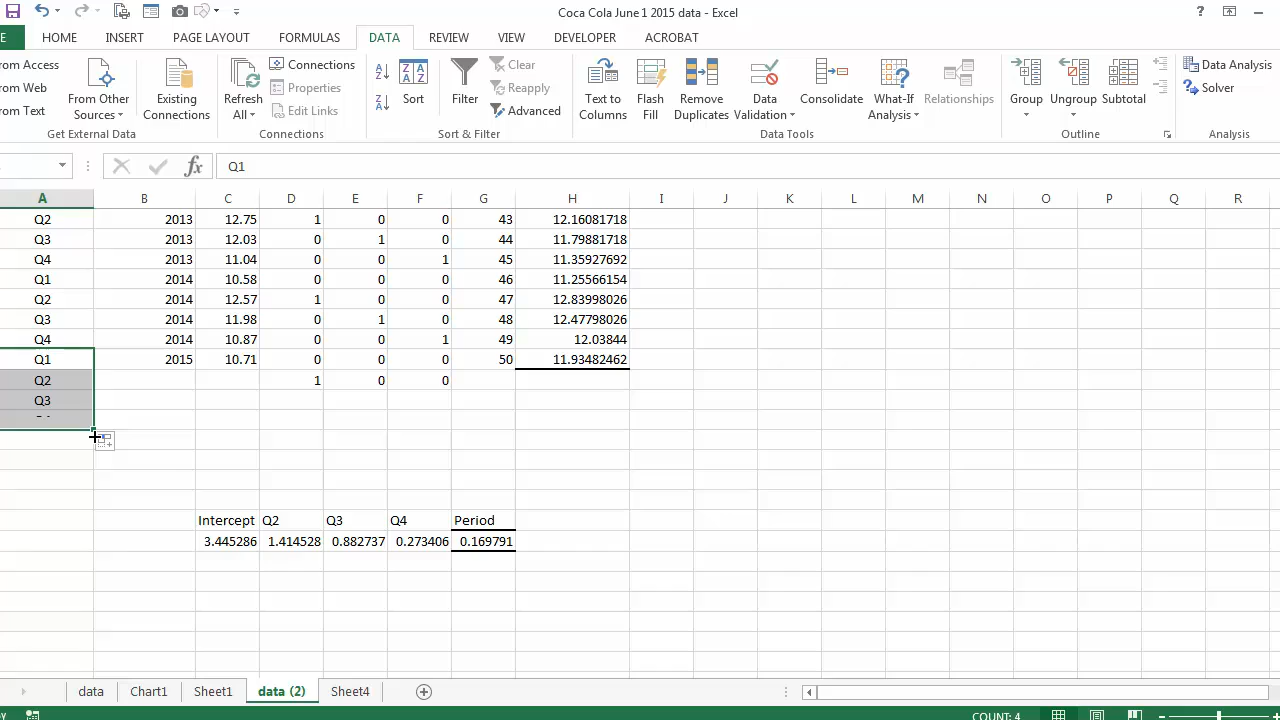 Coca Cola June 1 2015 data - Excel
HOME INSERT PAGE LAYOUT FORMULAS DATA REVIEW VIEW DEVELOPER ACROBAT
rom Access
rom Web
rom Text
From Other
Sources
Existing
Connections
Get External Data
Refresh
All
Connections
Properties
Edit Links
Connections
Sort
Filter
Clear
Reapply
Advanced
Sort & Filter
Text to
Columns
Flash
Fill
Remove
Duplicates
Data
Validation
Consolidate
What-If
Analysis
Relationships
Data Tools
Group
Ungroup
Subtotal
Outline
Data Analysis
Solver
Analysis
fx Q1
A B C D E F G H I J K L M N O P Q R
Q2 2013 12.75 1 0 0 43 12.16081718
Q3 2013 12.03 0 1 0 44 11.79881718
Q4 2013 11.04 0 0 1 45 11.35927692
Q1 2014 10.58 0 0 0 46 11.25566154
Q2 2014 12.57 1 0 0 47 12.83998026
Q3 2014 11.98 0 1 0 48 12.47798026
Q4 2014 10.87 0 0 1 49 12.03844
Q1 2015 10.71 0 0 0 50 11.93482462
Q2 1 0 0
Q3
Intercept Q2 Q3 Q4 Period
3.445286 1.414528 0.882737 0.273406 0.169791
data Chart1 Sheet1 data (2) Sheet4
COUNT: 4